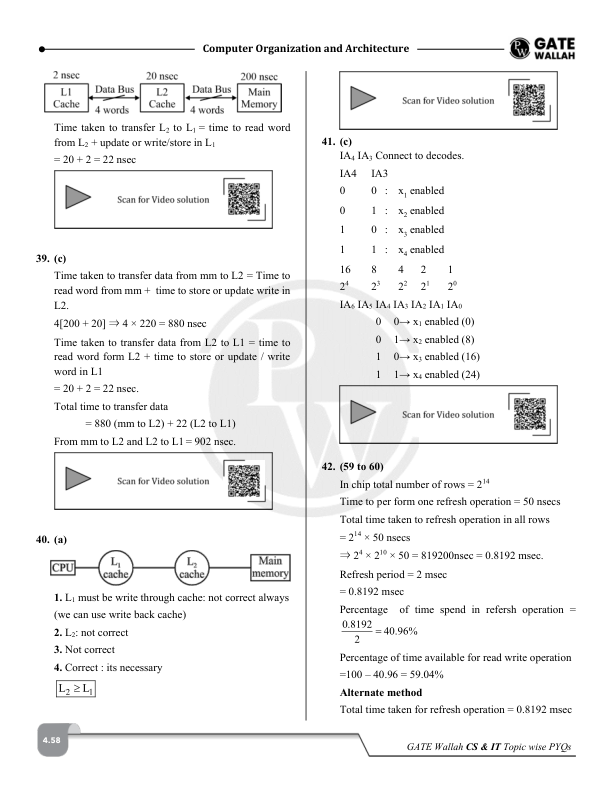 Computer Organization and Architecture
GATE
WALLAH
2 nsec 20 nsec 200 nsec
L1 Cache Data Bus 4 words L2 Cache Data Bus 4 words Main Memory
Time taken to transfer L₂ to L₁ = time to read word
from L₂ + update or write/store in L₁
= 20 + 2 = 22 nsec
Scan for Video solution
39. (c)
Time taken to transfer data from mm to L2 = Time to
read word from mm + time to store or update write in
L2.
4[200 + 20] ⇒ 4 × 220 = 880 nsec
Time taken to transfer data from L2 to L1 = time to
read word form L2 + time to store or update / write
word in L1
= 20 + 2 = 22 nsec.
Total time to transfer data
= 880 (mm to L2) + 22 (L2 to L1)
From mm to L2 and L2 to L1 = 902 nsec.
Scan for Video solution
40. (a)
CPU L₁ cache L₂ cache Main memory
1. L₁ must be write through cache: not correct always
(we can use write back cache)
2. L₂: not correct
3. Not correct
4. Correct : its necessary
L₂ ≥ L₁
Scan for Video solution
41. (c)
IA₄ IA₃ Connect to decodes.
IA4 IA3
0 0 : x₁ enabled
0 1 : x₂ enabled
1 0 : x₃ enabled
1 1 : x₄ enabled
16 8 4 2 1
2⁴ 2³ 2² 2¹ 2⁰
IA₆ IA₅ IA₄ IA₃ IA₂ IA₁ IA₀
0 0→ x₁ enabled (0)
0 1→ x₂ enabled (8)
1 0→ x₃ enabled (16)
1 1→ x₄ enabled (24)
Scan for Video solution
42. (59 to 60)
In chip total number of rows = 2¹⁴
Time to per form one refresh operation = 50 nsecs
Total time taken to refresh operation in all rows
= 2¹⁴ × 50 nsecs
⇒ 2⁴ × 2¹⁰ × 50 = 819200nsec = 0.8192 msec.
Refresh period = 2 msec
= 0.8192 msec
Percentage of time spend in refersh operation =
0.8192/2 = 40.96%
Percentage of time available for read write operation
=100 – 40.96 = 59.04%
Alternate method
Total time taken for refresh operation = 0.8192 msec
4.58
GATE Wallah CS & IT Topic wise PYQs